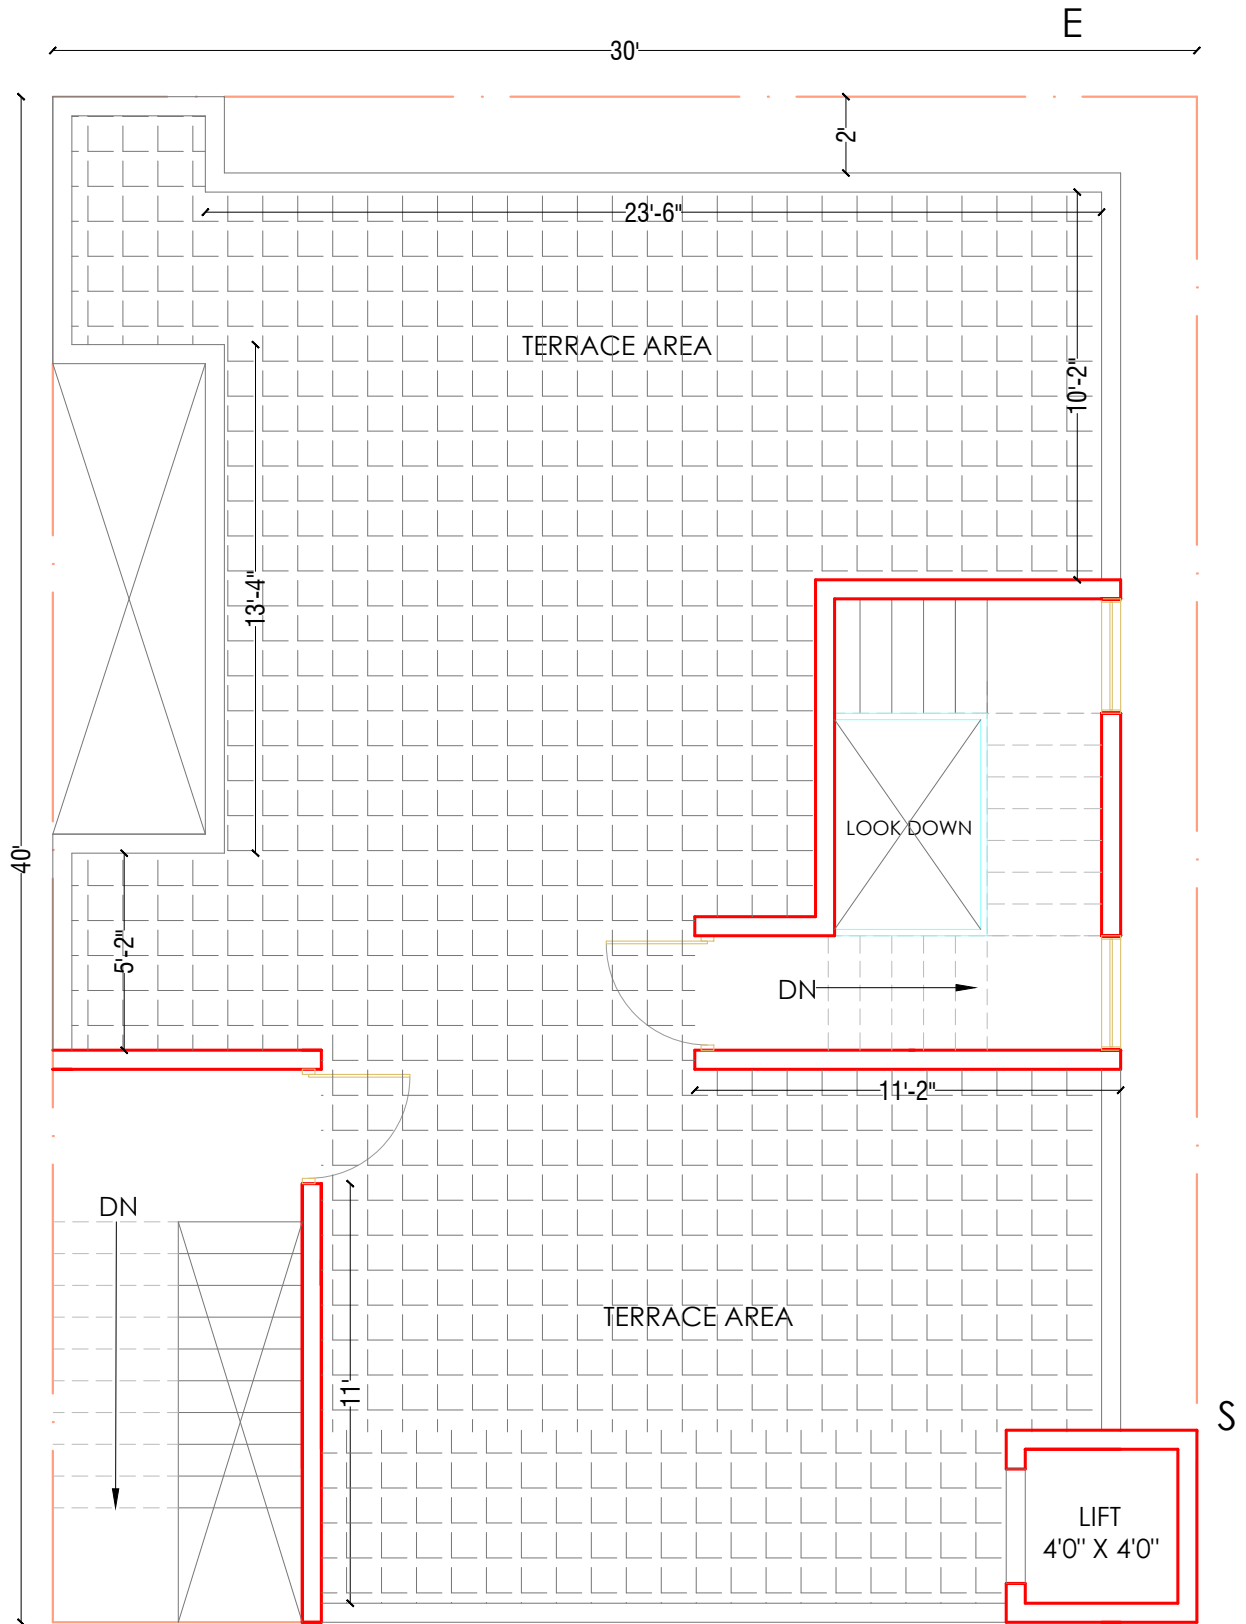 E
30'
2'
23'-6"
TERRACE AREA
10'-2"
13'-4"
LOOK DOWN
40'
5'-2"
DN
11'-2"
DN
TERRACE AREA
11'
S
LIFT
4'0" X 4'0"